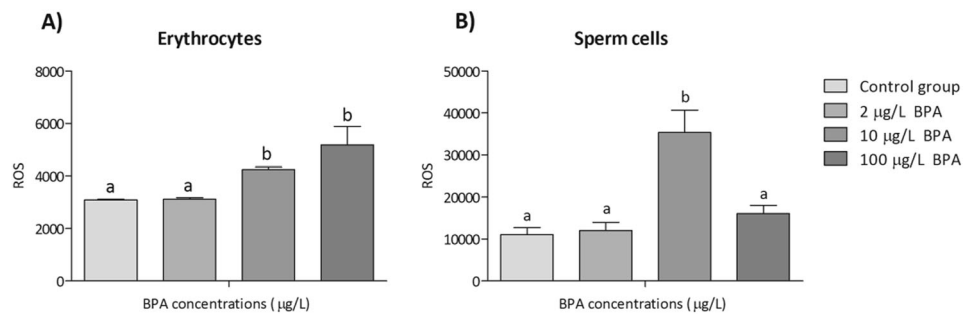 A)
Erythrocytes
8000
6000
4000
2000
0
ROS
a
a
b
b
BPA concentrations (µg/L)
B)
Sperm cells
50000
40000
30000
20000
10000
0
ROS
a
a
b
a
BPA concentrations (µg/L)
Control group
2 µg/L BPA
10 µg/L BPA
100 µg/L BPA